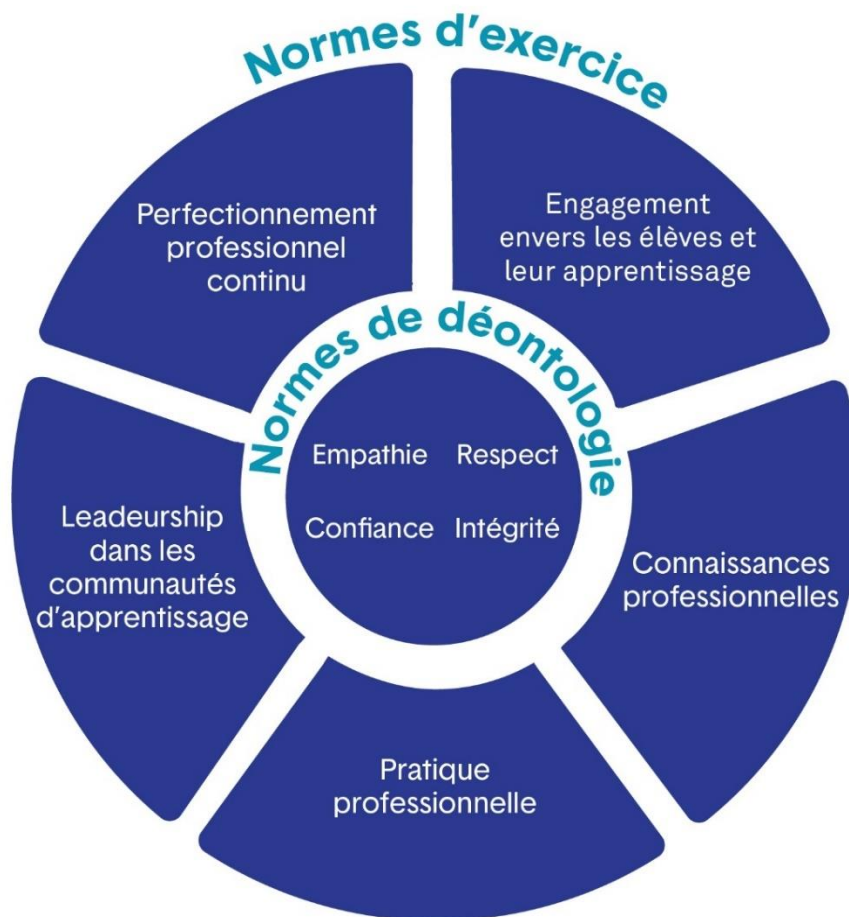 Normes d'exercice
Perfectionnement
professionnel
continu
Engagement
envers les élèves et
leur apprentissage
Normes de déontologie
Empathie Respect
Confiance Intégrité
Leadeurship
dans les
communautés
d'apprentissage
Connaissances
professionnelles
Pratique
professionnelle